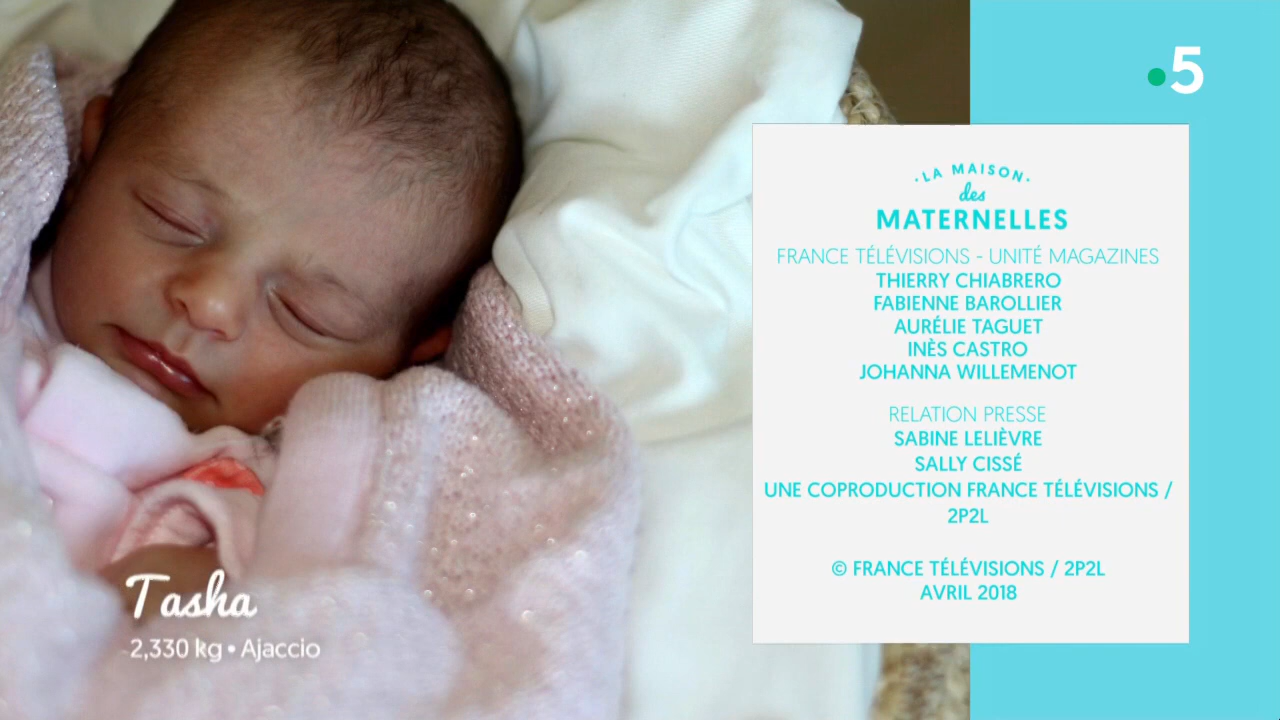 5
·LA MAISON·
des
MATERNELLES
FRANCE TÉLÉVISIONS - UNITÉ MAGAZINES
THIERRY CHIABRERO
FABIENNE BAROLLIER
AURÉLIE TAGUET
INÈS CASTRO
JOHANNA WILLEMENOT
RELATION PRESSE
SABINE LELIÈVRE
SALLY CISSÉ
UNE COPRODUCTION FRANCE TÉLÉVISIONS /
2P2L
© FRANCE TÉLÉVISIONS / 2P2L
AVRIL 2018
Tasha
2,330 kg • Ajaccio